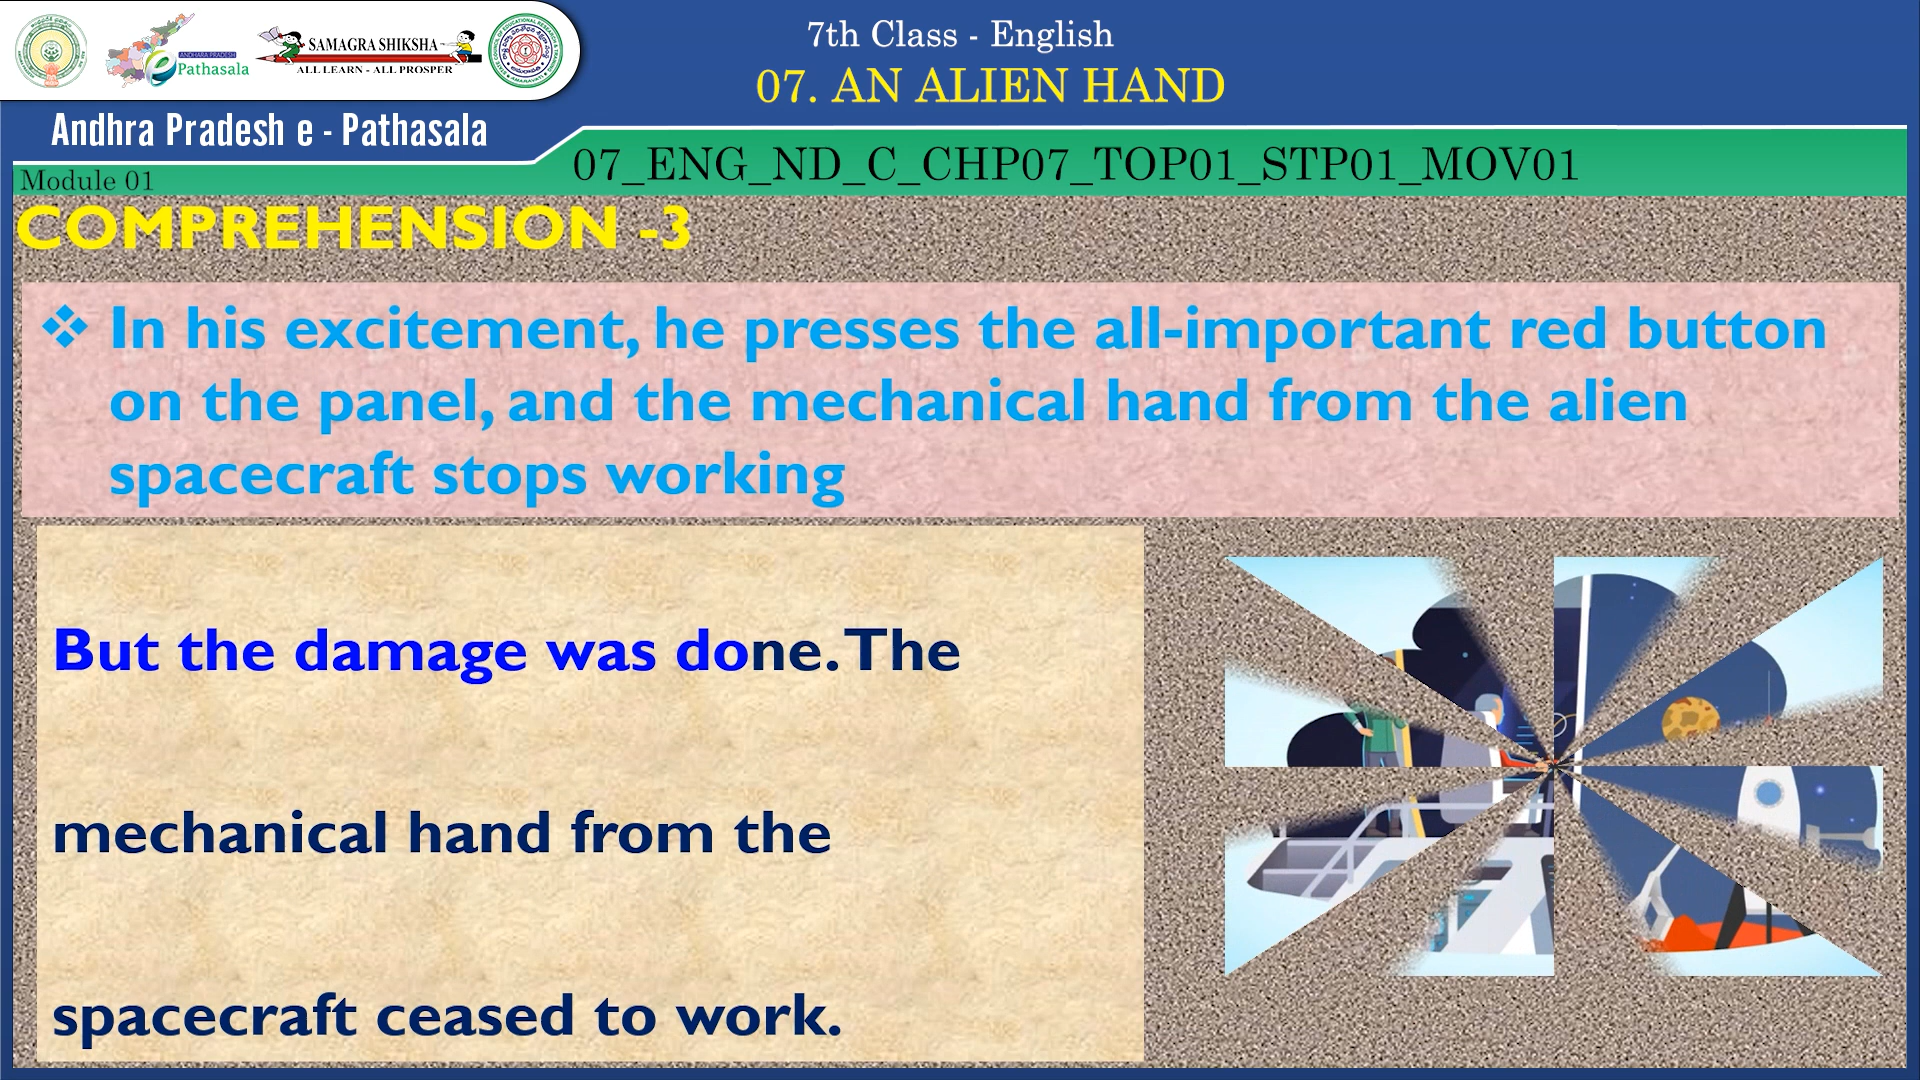 7th Class - English
07. AN ALIEN HAND
ANDHRA PRADESH
Pathasala
SAMAGRA SHIKSHA
ALL LEARN - ALL PROSPER
Andhra Pradesh e - Pathasala
07_ENG_ND_C_CHP07_TOP01_STP01_MOV01
Module 01
COMPREHENSION -3
❖ In his excitement, he presses the all-important red button
on the panel, and the mechanical hand from the alien
spacecraft stops working
But the damage was done. The
mechanical hand from the
spacecraft ceased to work.